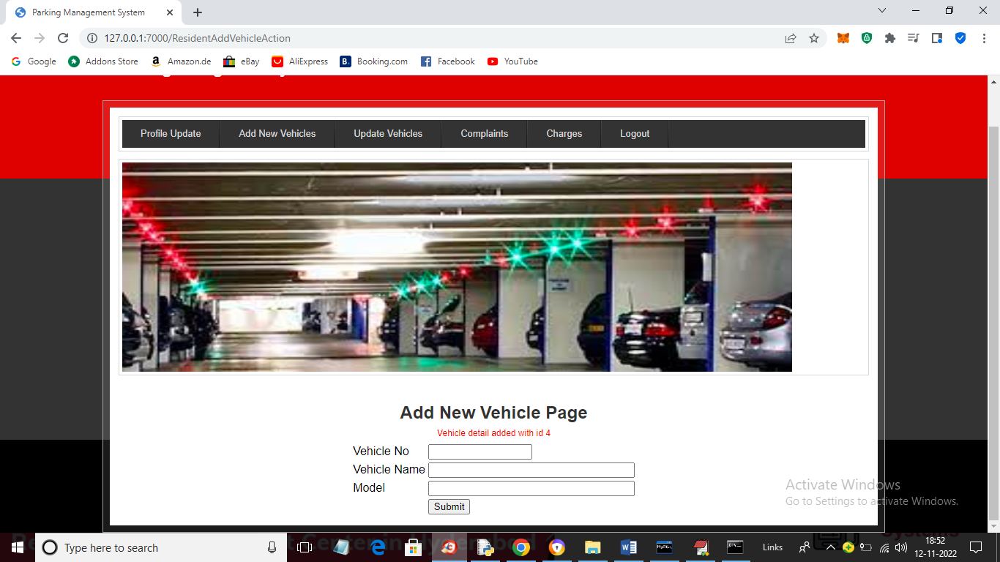 Parking Management System
127.0.0.1:7000/ResidentAddVehicleAction
Google Addons Store Amazon.de eBay AliExpress Booking.com Facebook YouTube
Profile Update Add New Vehicles Update Vehicles Complaints Charges Logout
Add New Vehicle Page
Vehicle detail added with id 4
Vehicle No
Vehicle Name
Model
Submit
Activate Windows
Go to Settings to activate Windows.
Type here to search
Links
18:52
12-11-2022